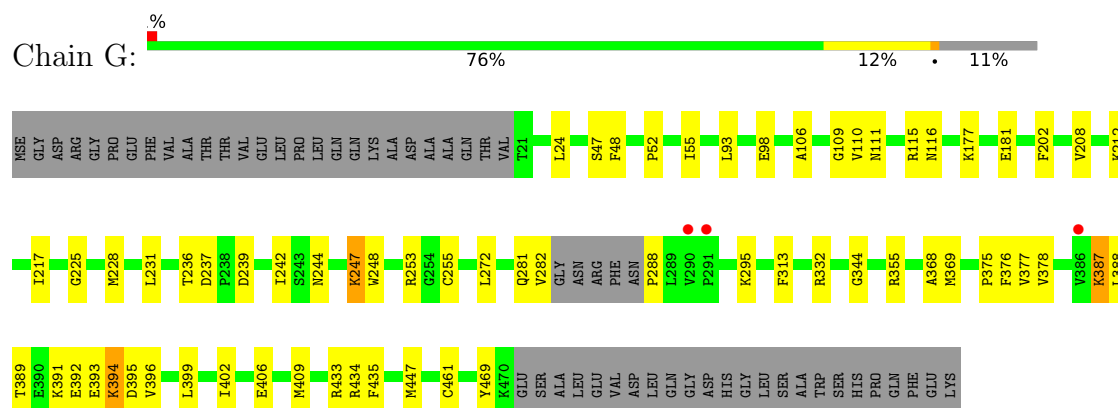 .%
Chain G:
76% 12% • 11%
MSE GLY ASP ARG GLY PRO GLU PHE VAL ALA THR THR VAL GLU LEU PRO LEU GLN GLN LYS ALA ASP ALA ALA GLN THR VAL T21 L24 S47 F48 P52 I55 L93 E98 A106 G109 V110 N111 R115 N116 K177 E181 F202 V208 K212
I217 G225 M228 L231 T236 D237 P238 D239 I242 S243 N244 K247 W248 R253 G254 C255 L272 Q281 V282 GLY ASN ARG PHE ASN P288 L289 V290 P291 K295 F313 R332 G344 R355 A368 M369 P375 F376 V377 V378 V386 K387 L388
T389 E390 K391 E392 E393 K394 D395 V396 L399 I402 E406 M409 R433 R434 F435 M447 C461 Y469 K470 GLU SER ALA LEU GLU VAL ASP LEU GLN GLY ASP HIS GLY LEU SER ALA TRP SER HIS PRO GLN PHE GLU LYS